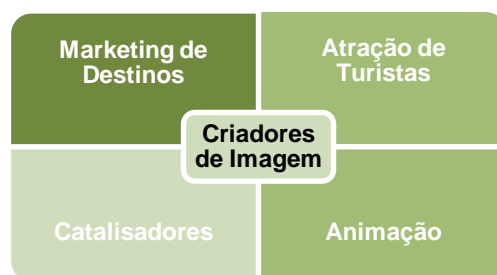 Marketing de
Destinos
Atração de
Turistas
Criadores
de Imagem
Catalisadores
Animação